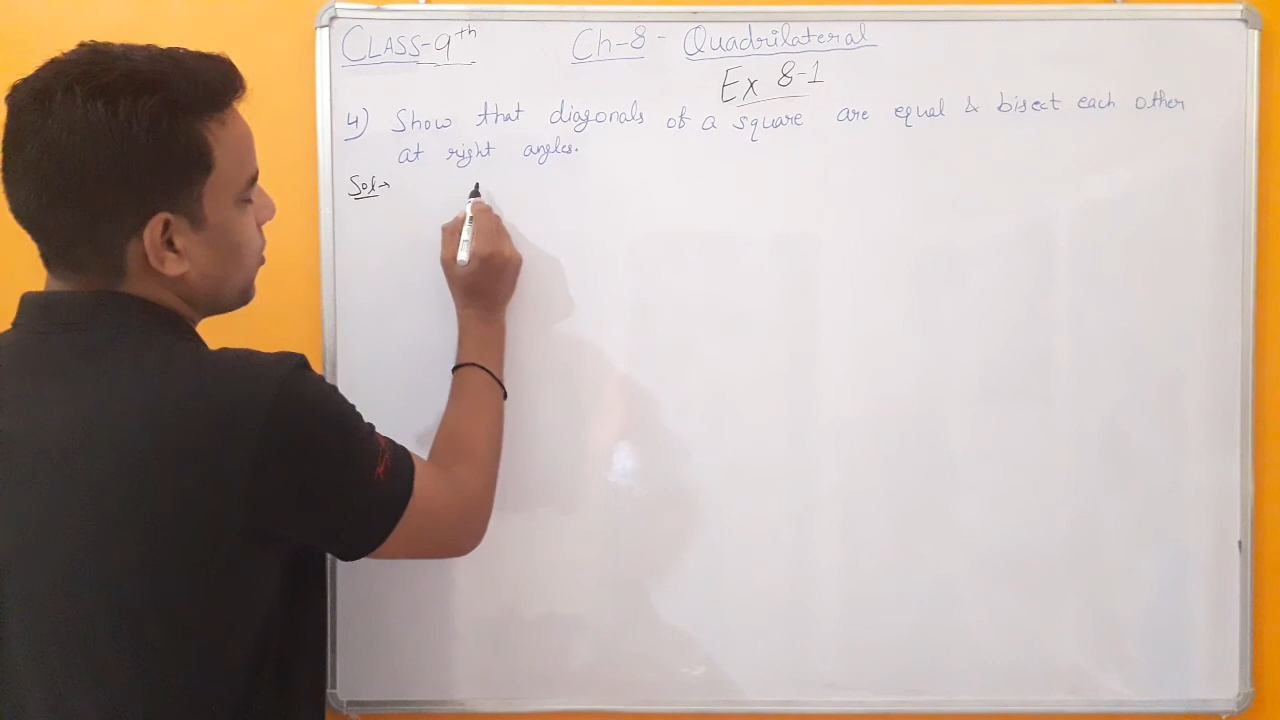 CLASS-9th Ch-8 - Quadrilateral
Ex 8-1
4) Show that diagonals of a square are equal & bisect each other
at right angles.
Sol→